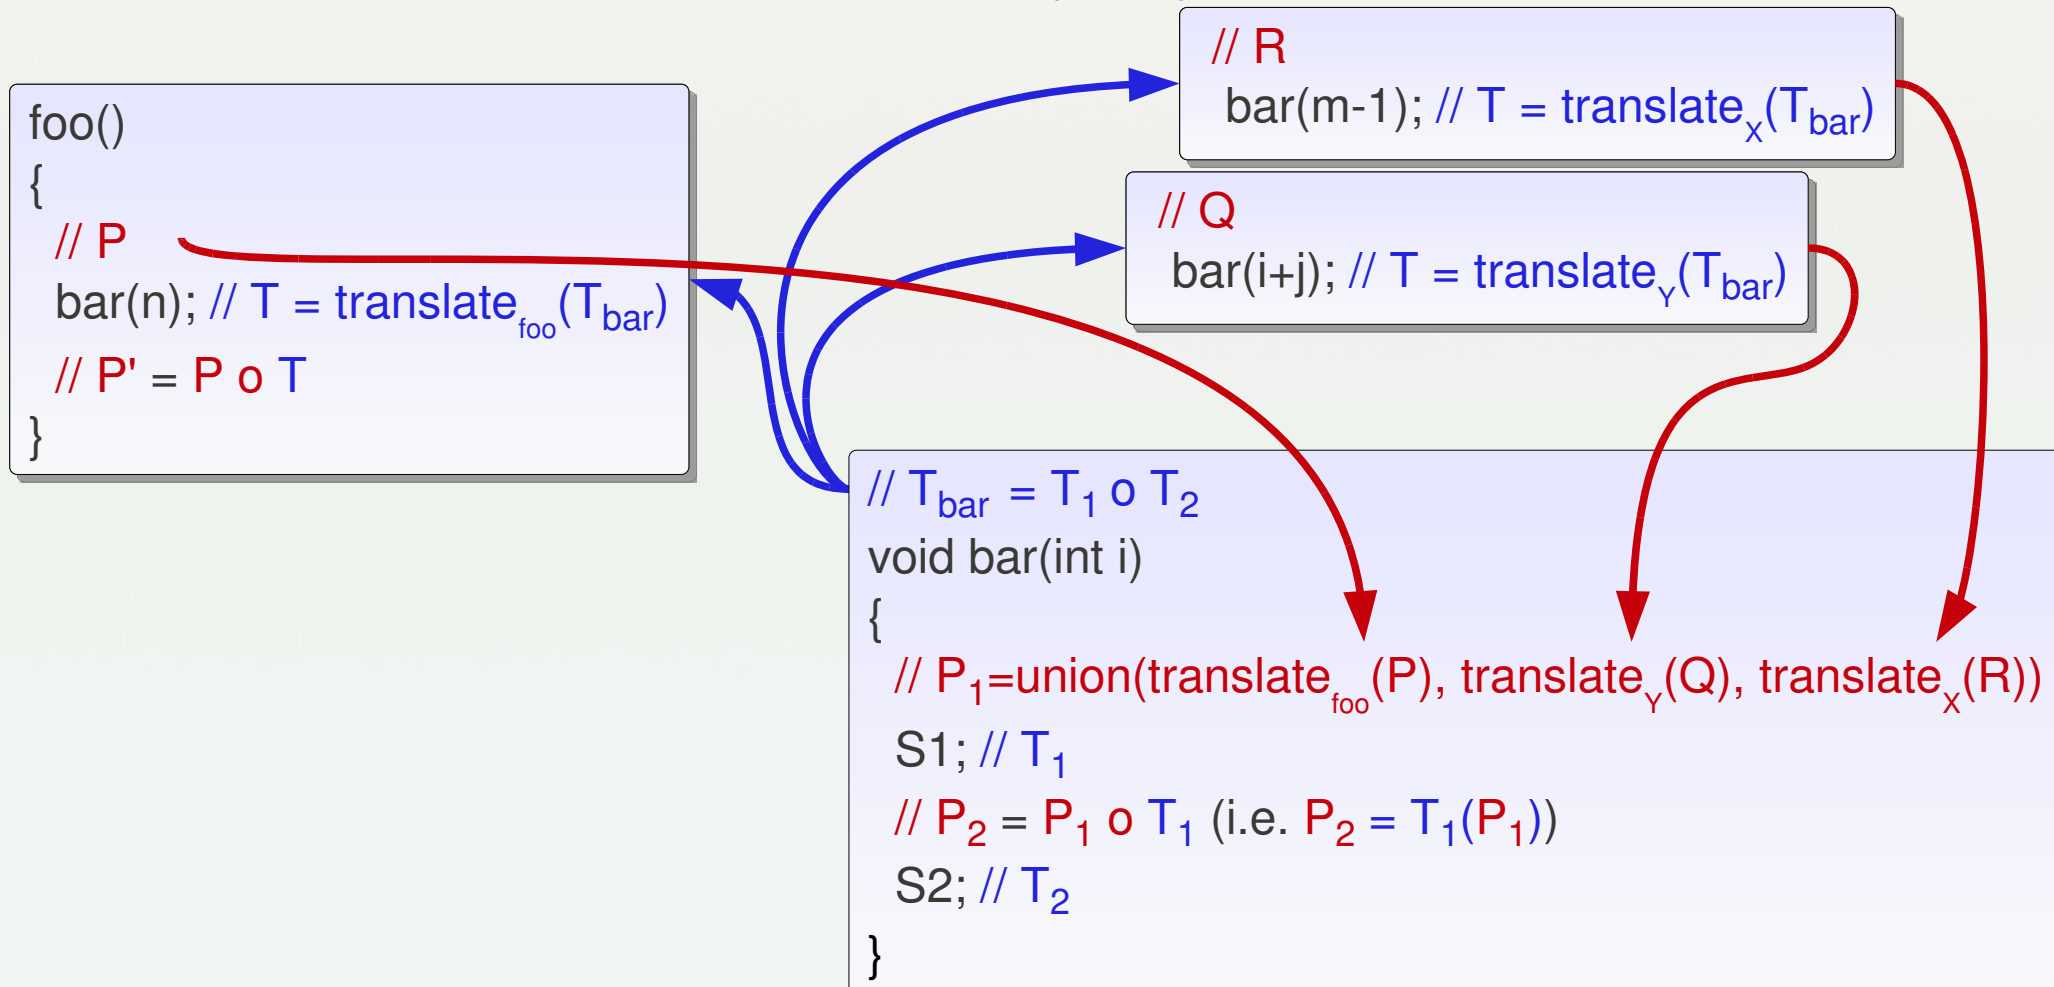 foo()
{
// P
bar(n); // T = translate_foo(T_bar)
// P' = P o T
}
// R
bar(m-1); // T = translate_X(T_bar)
// Q
bar(i+j); // T = translate_Y(T_bar)
// T_bar = T_1 o T_2
void bar(int i)
{
// P_1=union(translate_foo(P), translate_Y(Q), translate_X(R))
S1; // T_1
// P_2 = P_1 o T_1 (i.e. P_2 = T_1(P_1))
S2; // T_2
}